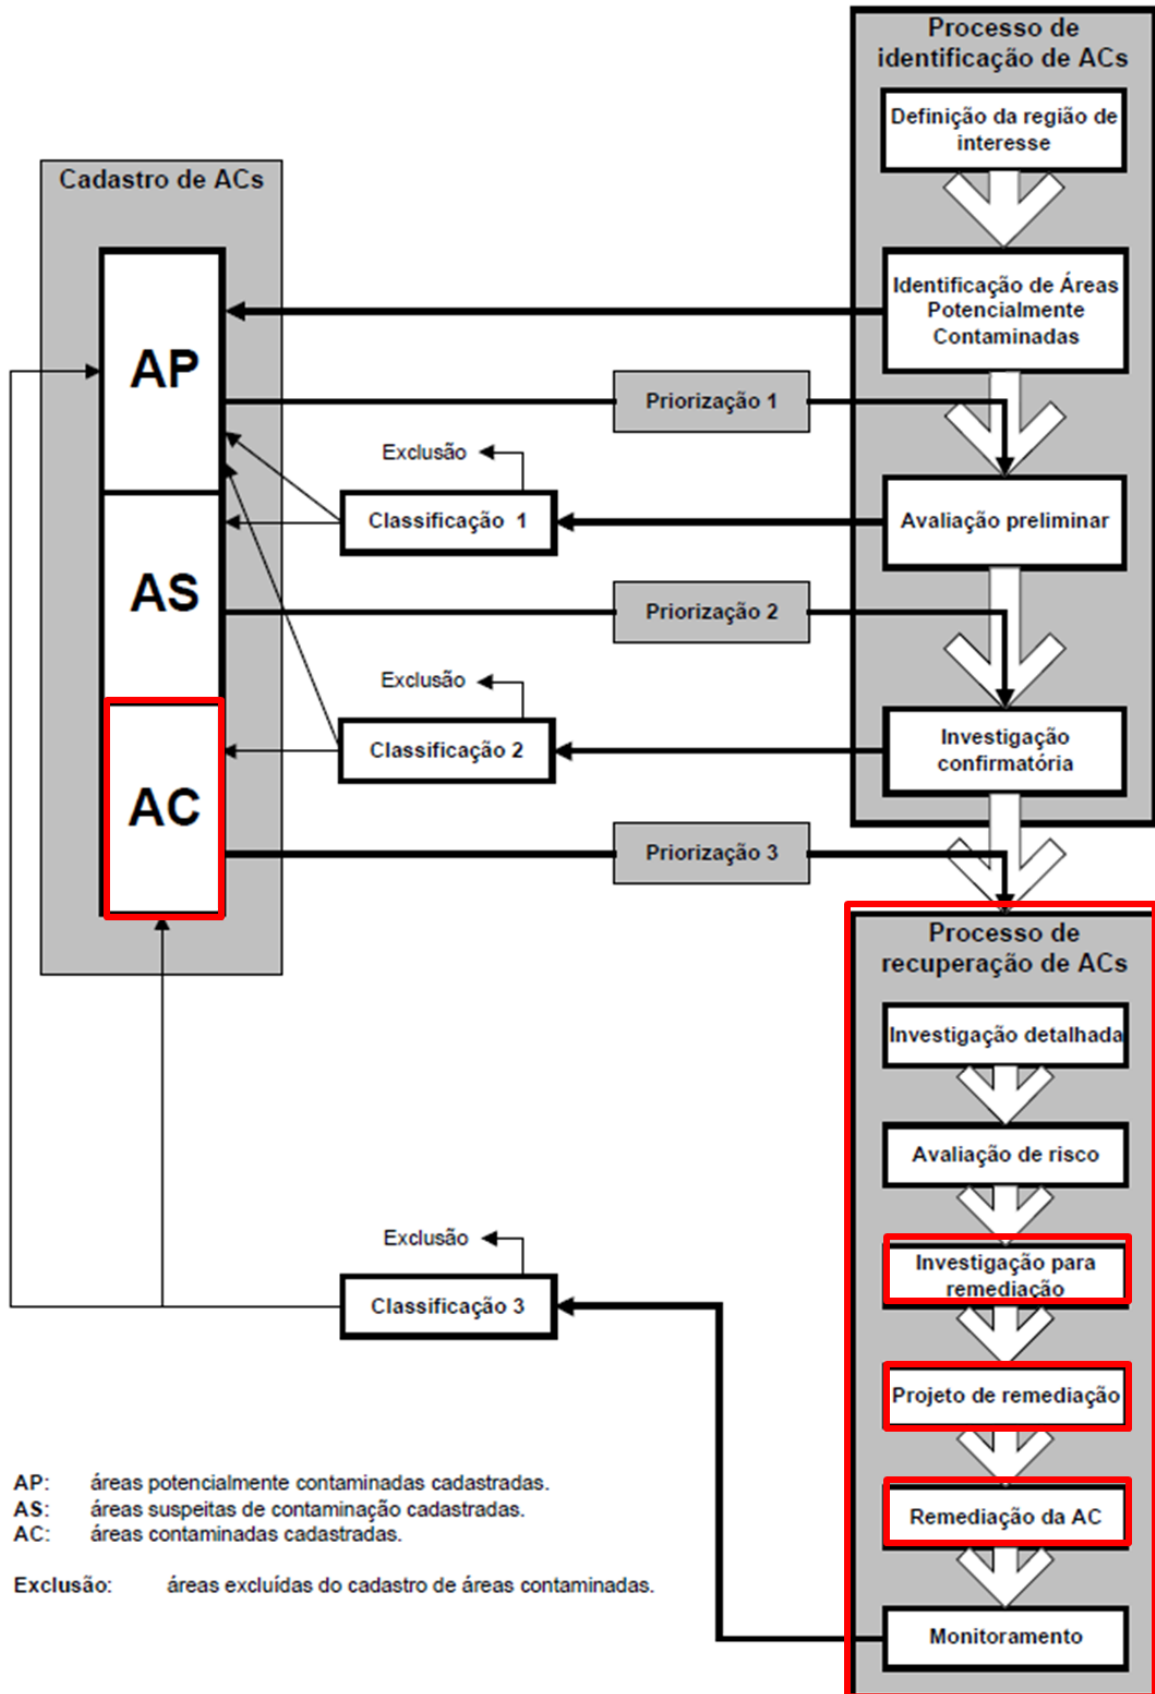 Processo de
identificação de ACs
Definição da região de
interesse
Cadastro de ACs
Identificação de Áreas
Potencialmente
Contaminadas
AP
Priorização 1
Exclusão
Classificação 1
Avaliação preliminar
AS
Priorização 2
Exclusão
Classificação 2
Investigação
confirmatória
AC
Priorização 3
Processo de
recuperação de ACs
Investigação detalhada
Avaliação de risco
Exclusão
Investigação para
remediação
Classificação 3
Projeto de remediação
Remediação da AC
Monitoramento
AP: áreas potencialmente contaminadas cadastradas.
AS: áreas suspeitas de contaminação cadastradas.
AC: áreas contaminadas cadastradas.
Exclusão: áreas excluídas do cadastro de áreas contaminadas.